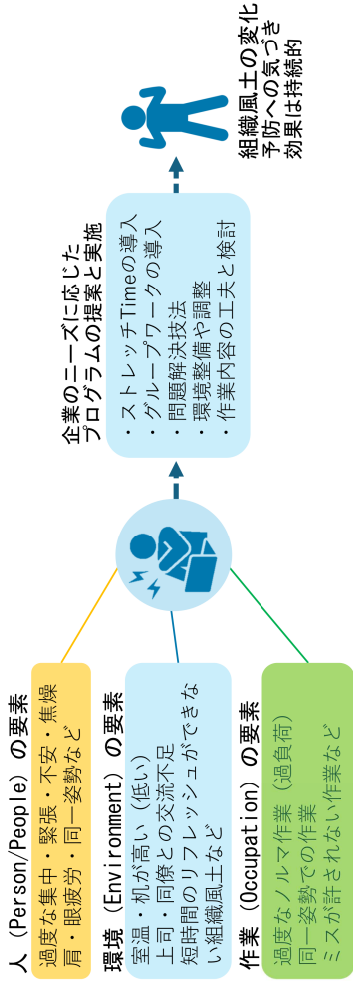 人（Person/People）の要素
過度な集中・緊張・不安・焦燥
肩・眼疲労・同一姿勢など
環境（Environment）の要素
室温・机が高い（低い）
上司・同僚との交流不足
短時間のリフレッシュができな
い組織風土など
作業（Occupation）の要素
過度なノルマ作業（過負荷）
同一姿勢での作業
ミスが許されない作業など
企業のニーズに応じた
プログラムの提案と実施
・ストレッチTimeの導入
・グループワークの導入
・問題解決技法
・環境整備や調整
・作業内容の工夫と検討
組織風土の変化
予防への気づき
効果は持続的